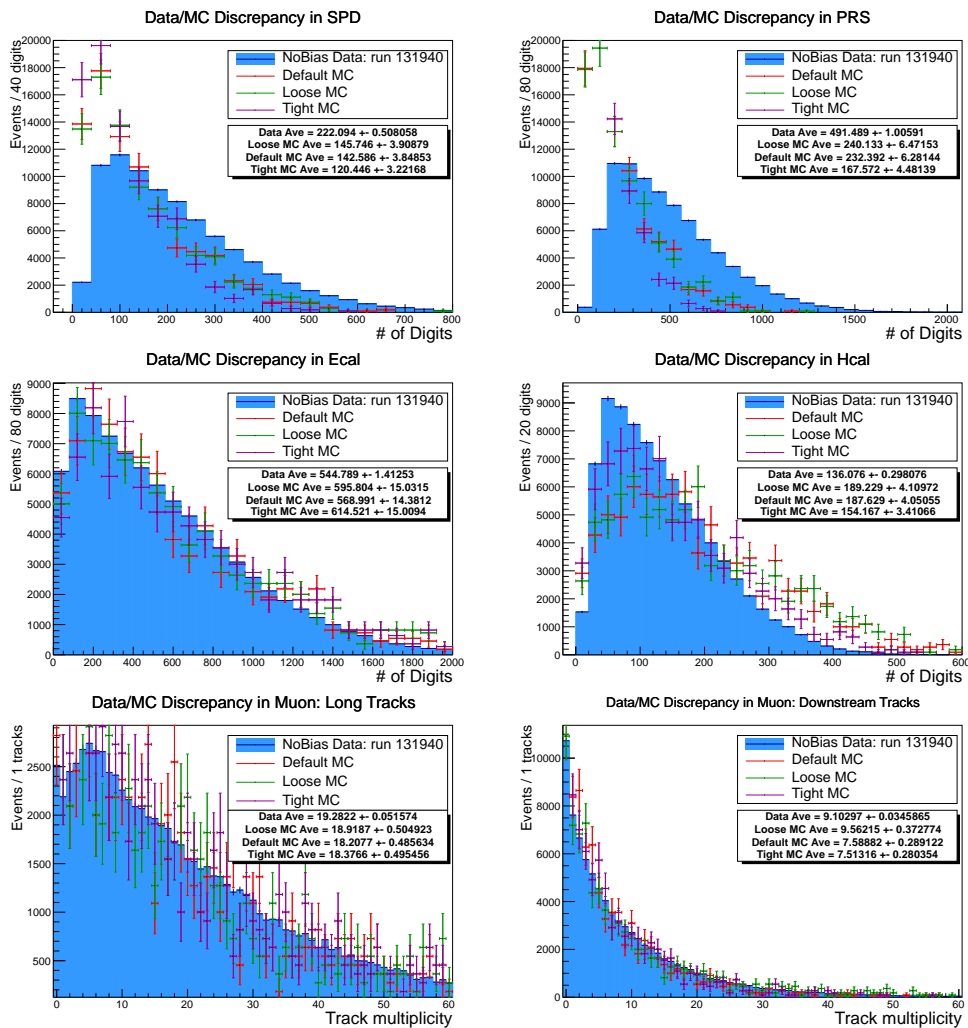 Data/MC Discrepancy in SPD
Events / 40 digits
20000
18000
16000
14000
12000
10000
8000
6000
4000
2000
0
NoBias Data: run 131940
Default MC
Loose MC
Tight MC
Data Ave = 222.094 +- 0.508058
Loose MC Ave = 145.746 +- 3.90879
Default MC Ave = 142.586 +- 3.84853
Tight MC Ave = 120.446 +- 3.22168
0 100 200 300 400 500 600 700 800
# of Digits
Data/MC Discrepancy in PRS
Events / 80 digits
20000
18000
16000
14000
12000
10000
8000
6000
4000
2000
0
NoBias Data: run 131940
Default MC
Loose MC
Tight MC
Data Ave = 491.489 +- 1.00591
Loose MC Ave = 240.133 +- 6.47153
Default MC Ave = 232.392 +- 6.28144
Tight MC Ave = 167.572 +- 4.48139
0 500 1000 1500 2000
# of Digits
Data/MC Discrepancy in Ecal
Events / 80 digits
9000
8000
7000
6000
5000
4000
3000
2000
1000
0
NoBias Data: run 131940
Default MC
Loose MC
Tight MC
Data Ave = 544.789 +- 1.41253
Loose MC Ave = 595.804 +- 15.0315
Default MC Ave = 568.991 +- 14.3812
Tight MC Ave = 614.521 +- 15.0094
200 400 600 800 1000 1200 1400 1600 1800 2000
# of Digits
Data/MC Discrepancy in Hcal
Events / 20 digits
9000
8000
7000
6000
5000
4000
3000
2000
1000
0
NoBias Data: run 131940
Default MC
Loose MC
Tight MC
Data Ave = 136.076 +- 0.298076
Loose MC Ave = 189.229 +- 4.10972
Default MC Ave = 187.629 +- 4.05055
Tight MC Ave = 154.167 +- 3.41066
0 100 200 300 400 500 600
# of Digits
Data/MC Discrepancy in Muon: Long Tracks
Events / 1 tracks
2500
2000
1500
1000
500
NoBias Data: run 131940
Default MC
Loose MC
Tight MC
Data Ave = 19.2822 +- 0.051574
Loose MC Ave = 18.9187 +- 0.504923
Default MC Ave = 18.2077 +- 0.485634
Tight MC Ave = 18.3766 +- 0.495456
0 10 20 30 40 50 60
Track multiplicity
Data/MC Discrepancy in Muon: Downstream Tracks
Events / 1 tracks
10000
8000
6000
4000
2000
0
NoBias Data: run 131940
Default MC
Loose MC
Tight MC
Data Ave = 9.10297 +- 0.0345865
Loose MC Ave = 9.56215 +- 0.372774
Default MC Ave = 7.58882 +- 0.289122
Tight MC Ave = 7.51316 +- 0.280354
0 10 20 30 40 50 60
Track multiplicity